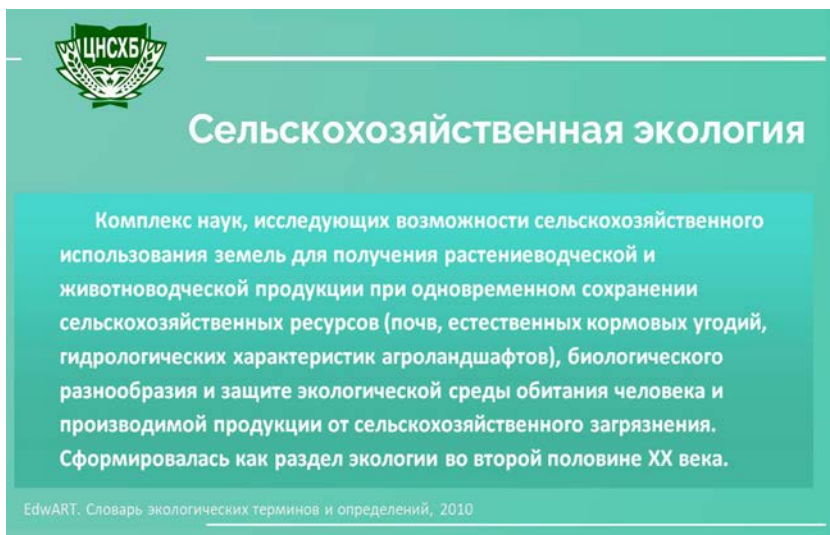 ЦНСХБ
Сельскохозяйственная экология
Комплекс наук, исследующих возможности сельскохозяйственного
использования земель для получения растениеводческой и
животноводческой продукции при одновременном сохранении
сельскохозяйственных ресурсов (почв, естественных кормовых угодий,
гидрологических характеристик агроландшафтов), биологического
разнообразия и защите экологической среды обитания человека и
производимой продукции от сельскохозяйственного загрязнения.
Сформировалась как раздел экологии во второй половине XX века.
EdwART. Словарь экологических терминов и определений, 2010